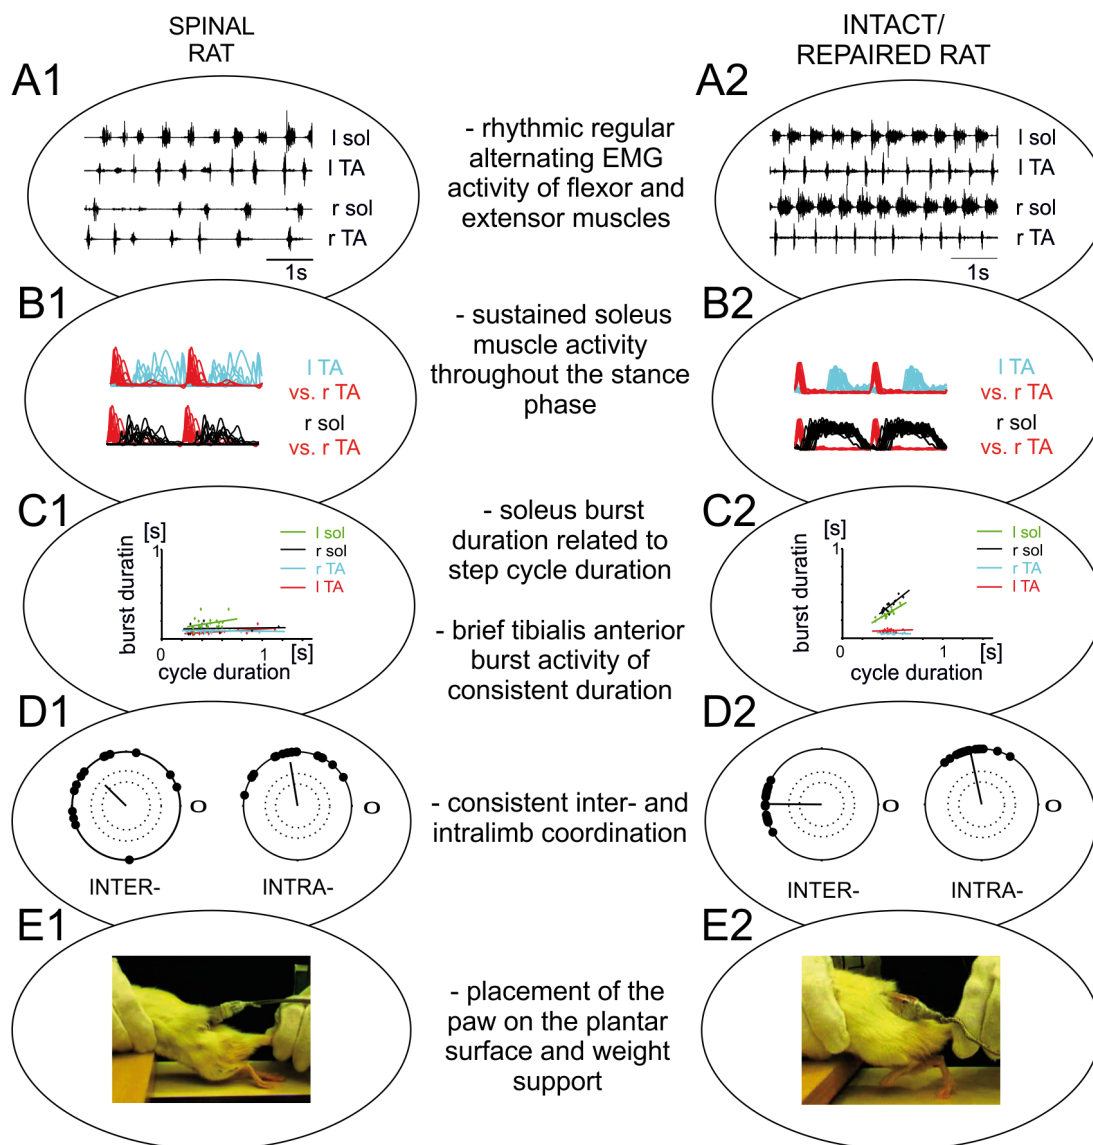 SPINAL
RAT
INTACT/
REPAIRED RAT
A1
l sol
l TA
r sol
r TA
1s
- rhythmic regular
alternating EMG
activity of flexor and
extensor muscles
A2
l sol
l TA
r sol
r TA
1s
B1
l TA
vs. r TA
r sol
vs. r TA
- sustained soleus
muscle activity
throughout the stance
phase
B2
l TA
vs. r TA
r sol
vs. r TA
C1
[s]
1
burst duratin
l sol
r sol
r TA
l TA
0
1
[s]
cycle duration
- soleus burst
duration related to
step cycle duration
- brief tibialis anterior
burst activity of
consistent duration
C2
[s]
1
burst duratin
l sol
r sol
r TA
l TA
0
1
[s]
cycle duration
D1
0
0
INTER-
INTRA-
- consistent inter- and
intralimb coordination
D2
0
0
INTER-
INTRA-
E1
- placement of the
paw on the plantar
surface and weight
support
E2